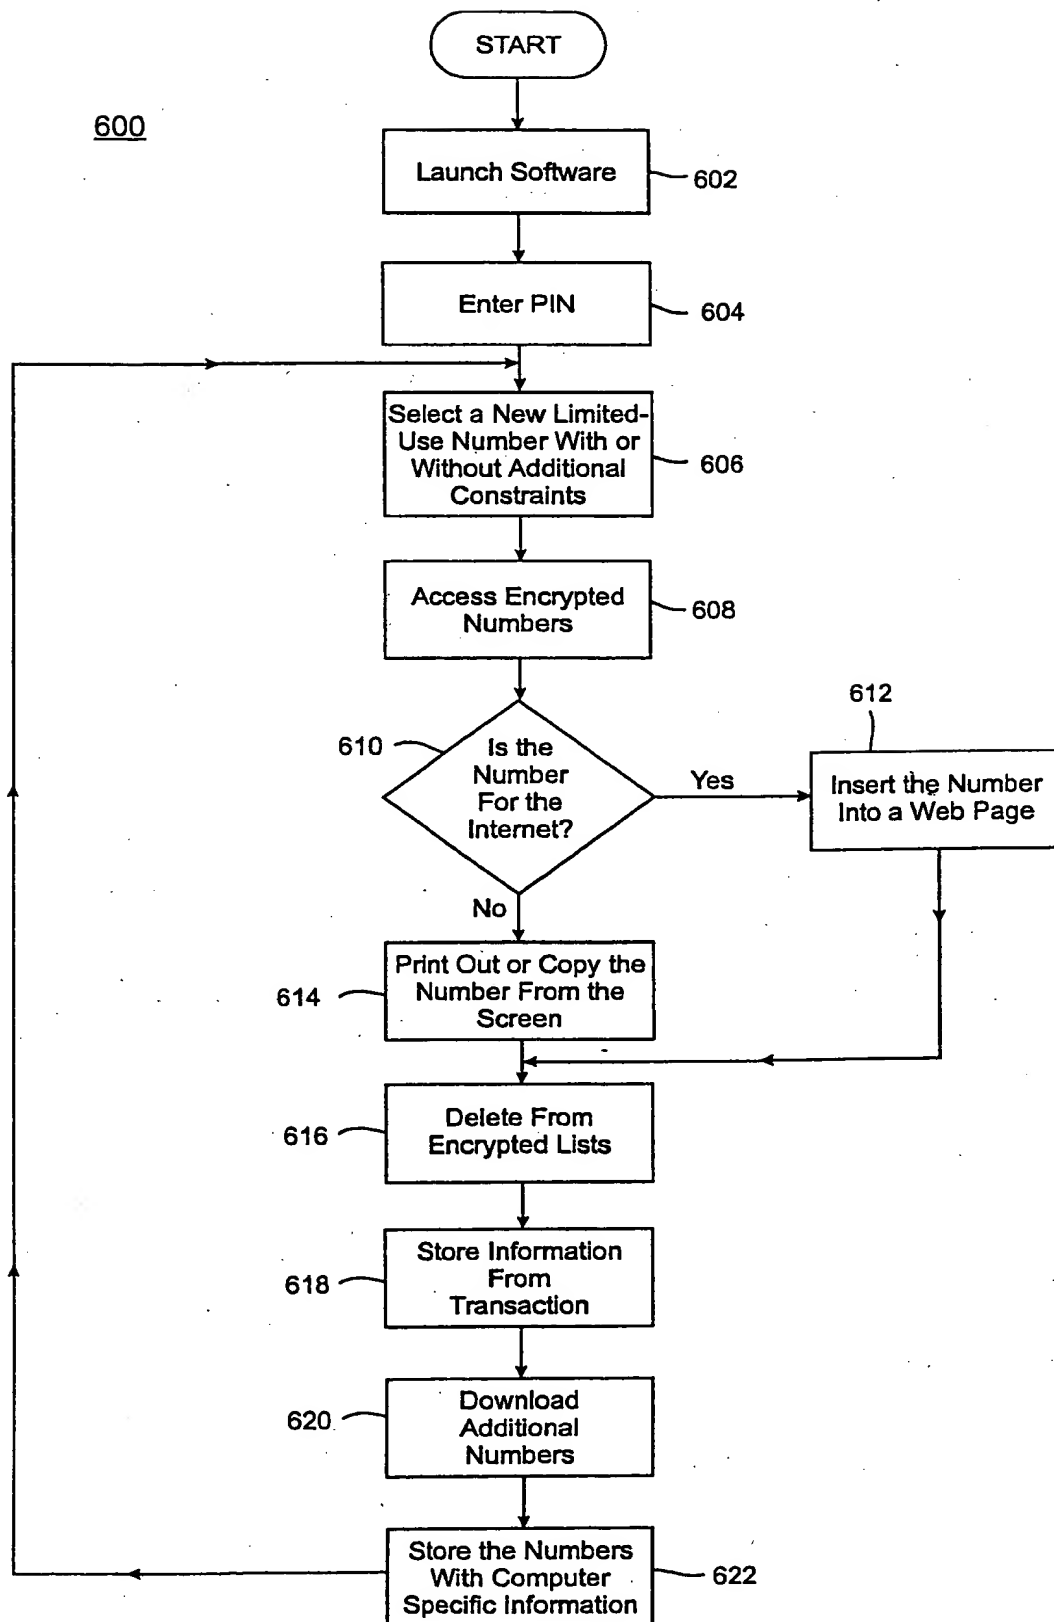 START
600
Launch Software
602
Enter PIN
604
Select a New Limited-
Use Number With or
Without Additional
Constraints
606
Access Encrypted
Numbers
608
610
Is the
Number
For the
Internet?
Yes
612
Insert the Number
Into a Web Page
No
614
Print Out or Copy the
Number From the
Screen
616
Delete From
Encrypted Lists
618
Store Information
From
Transaction
620
Download
Additional
Numbers
Store the Numbers
With Computer
Specific Information
622